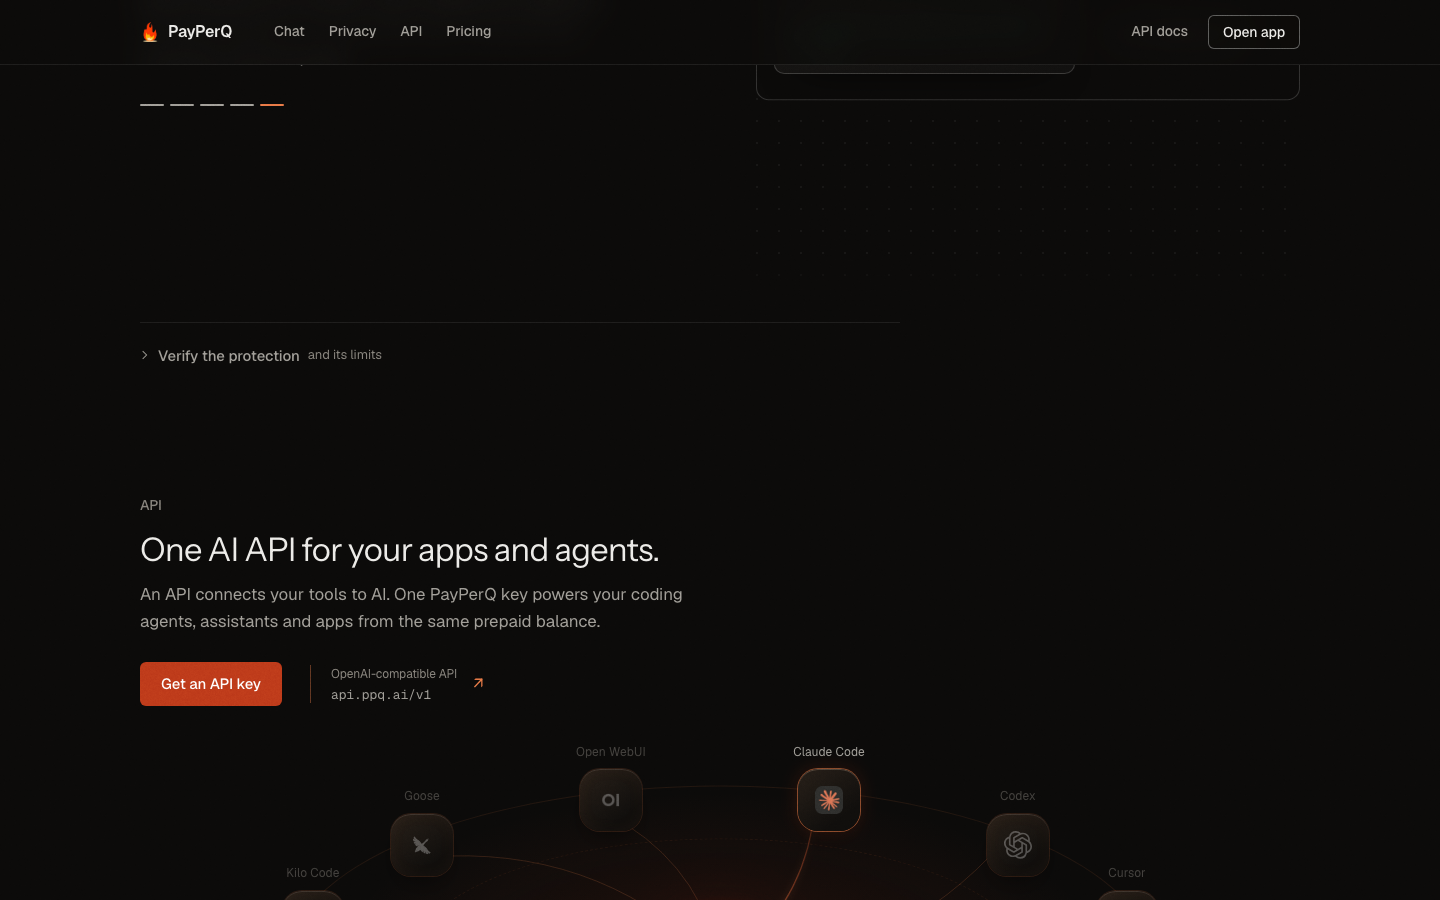 PayPerQ
Chat
Privacy
API
Pricing
API docs
Open app
Verify the protection and its limits
API
One AI API for your apps and agents.
An API connects your tools to AI. One PayPerQ key powers your coding
agents, assistants and apps from the same prepaid balance.
Get an API key
OpenAI-compatible API
api.ppq.ai/v1
Open WebUI
Claude Code
OI
Goose
Codex
Kilo Code
Cursor